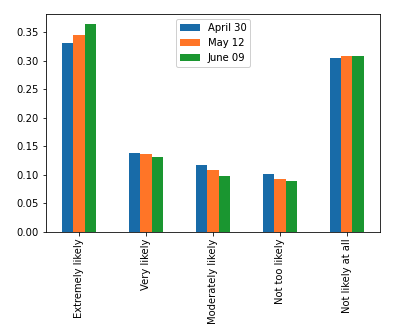 April 30
May 12
June 09
0.35
0.30
0.25
0.20
0.15
0.10
0.05
0.00
Extremely likely
Very likely
Moderately likely
Not too likely
Not likely at all